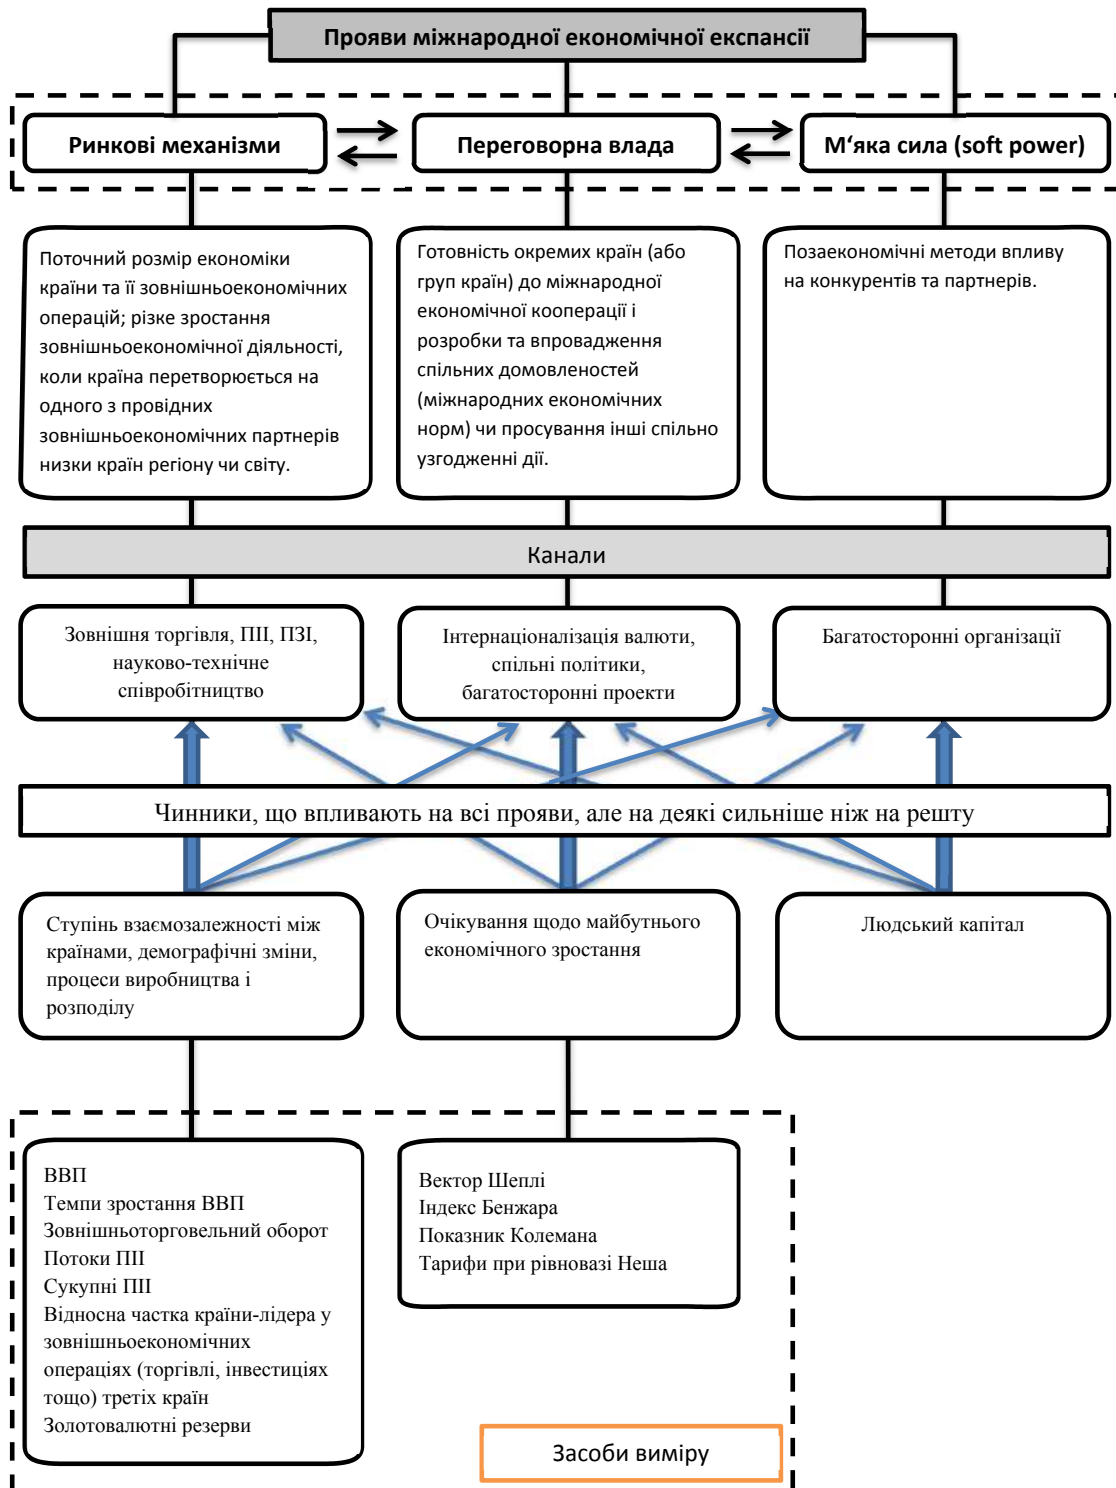 Прояви міжнародної економічної експансії
Ринкові механізми
Переговорна влада
М‘яка сила (soft power)
Поточний розмір економіки
країни та її зовнішньоекономічних
операцій; різке зростання
зовнішньоекономічної діяльності,
коли країна перетворюється на
одного з провідних
зовнішньоекономічних партнерів
низки країн регіону чи світу.
Готовність окремих країн (або
груп країн) до міжнародної
економічної кооперації і
розробки та впровадження
спільних домовленостей
(міжнародних економічних
норм) чи просування інші спільно
узгодженні дії.
Позаекономічні методи впливу
на конкурентів та партнерів.
Канали
Зовнішня торгівля, ПІІ, ПЗІ,
науково-технічне
співробітництво
Інтернаціоналізація валюти,
спільні політики,
багатосторонні проекти
Багатосторонні організації
Чинники, що впливають на всі прояви, але на деякі сильніше ніж на решту
Ступінь взаємозалежності між
країнами, демографічні зміни,
процеси виробництва і
розподілу
Очікування щодо майбутнього
економічного зростання
Людський капітал
ВВП
Темпи зростання ВВП
Зовнішньоторговельний оборот
Потоки ПІІ
Сукупні ПІІ
Відносна частка країни-лідера у
зовнішньоекономічних
операціях (торгівлі, інвестиціях
тощо) третіх країн
Золотовалютні резерви
Вектор Шеплі
Індекс Бенжара
Показник Колемана
Тарифи при рівновазі Неша
Засоби виміру